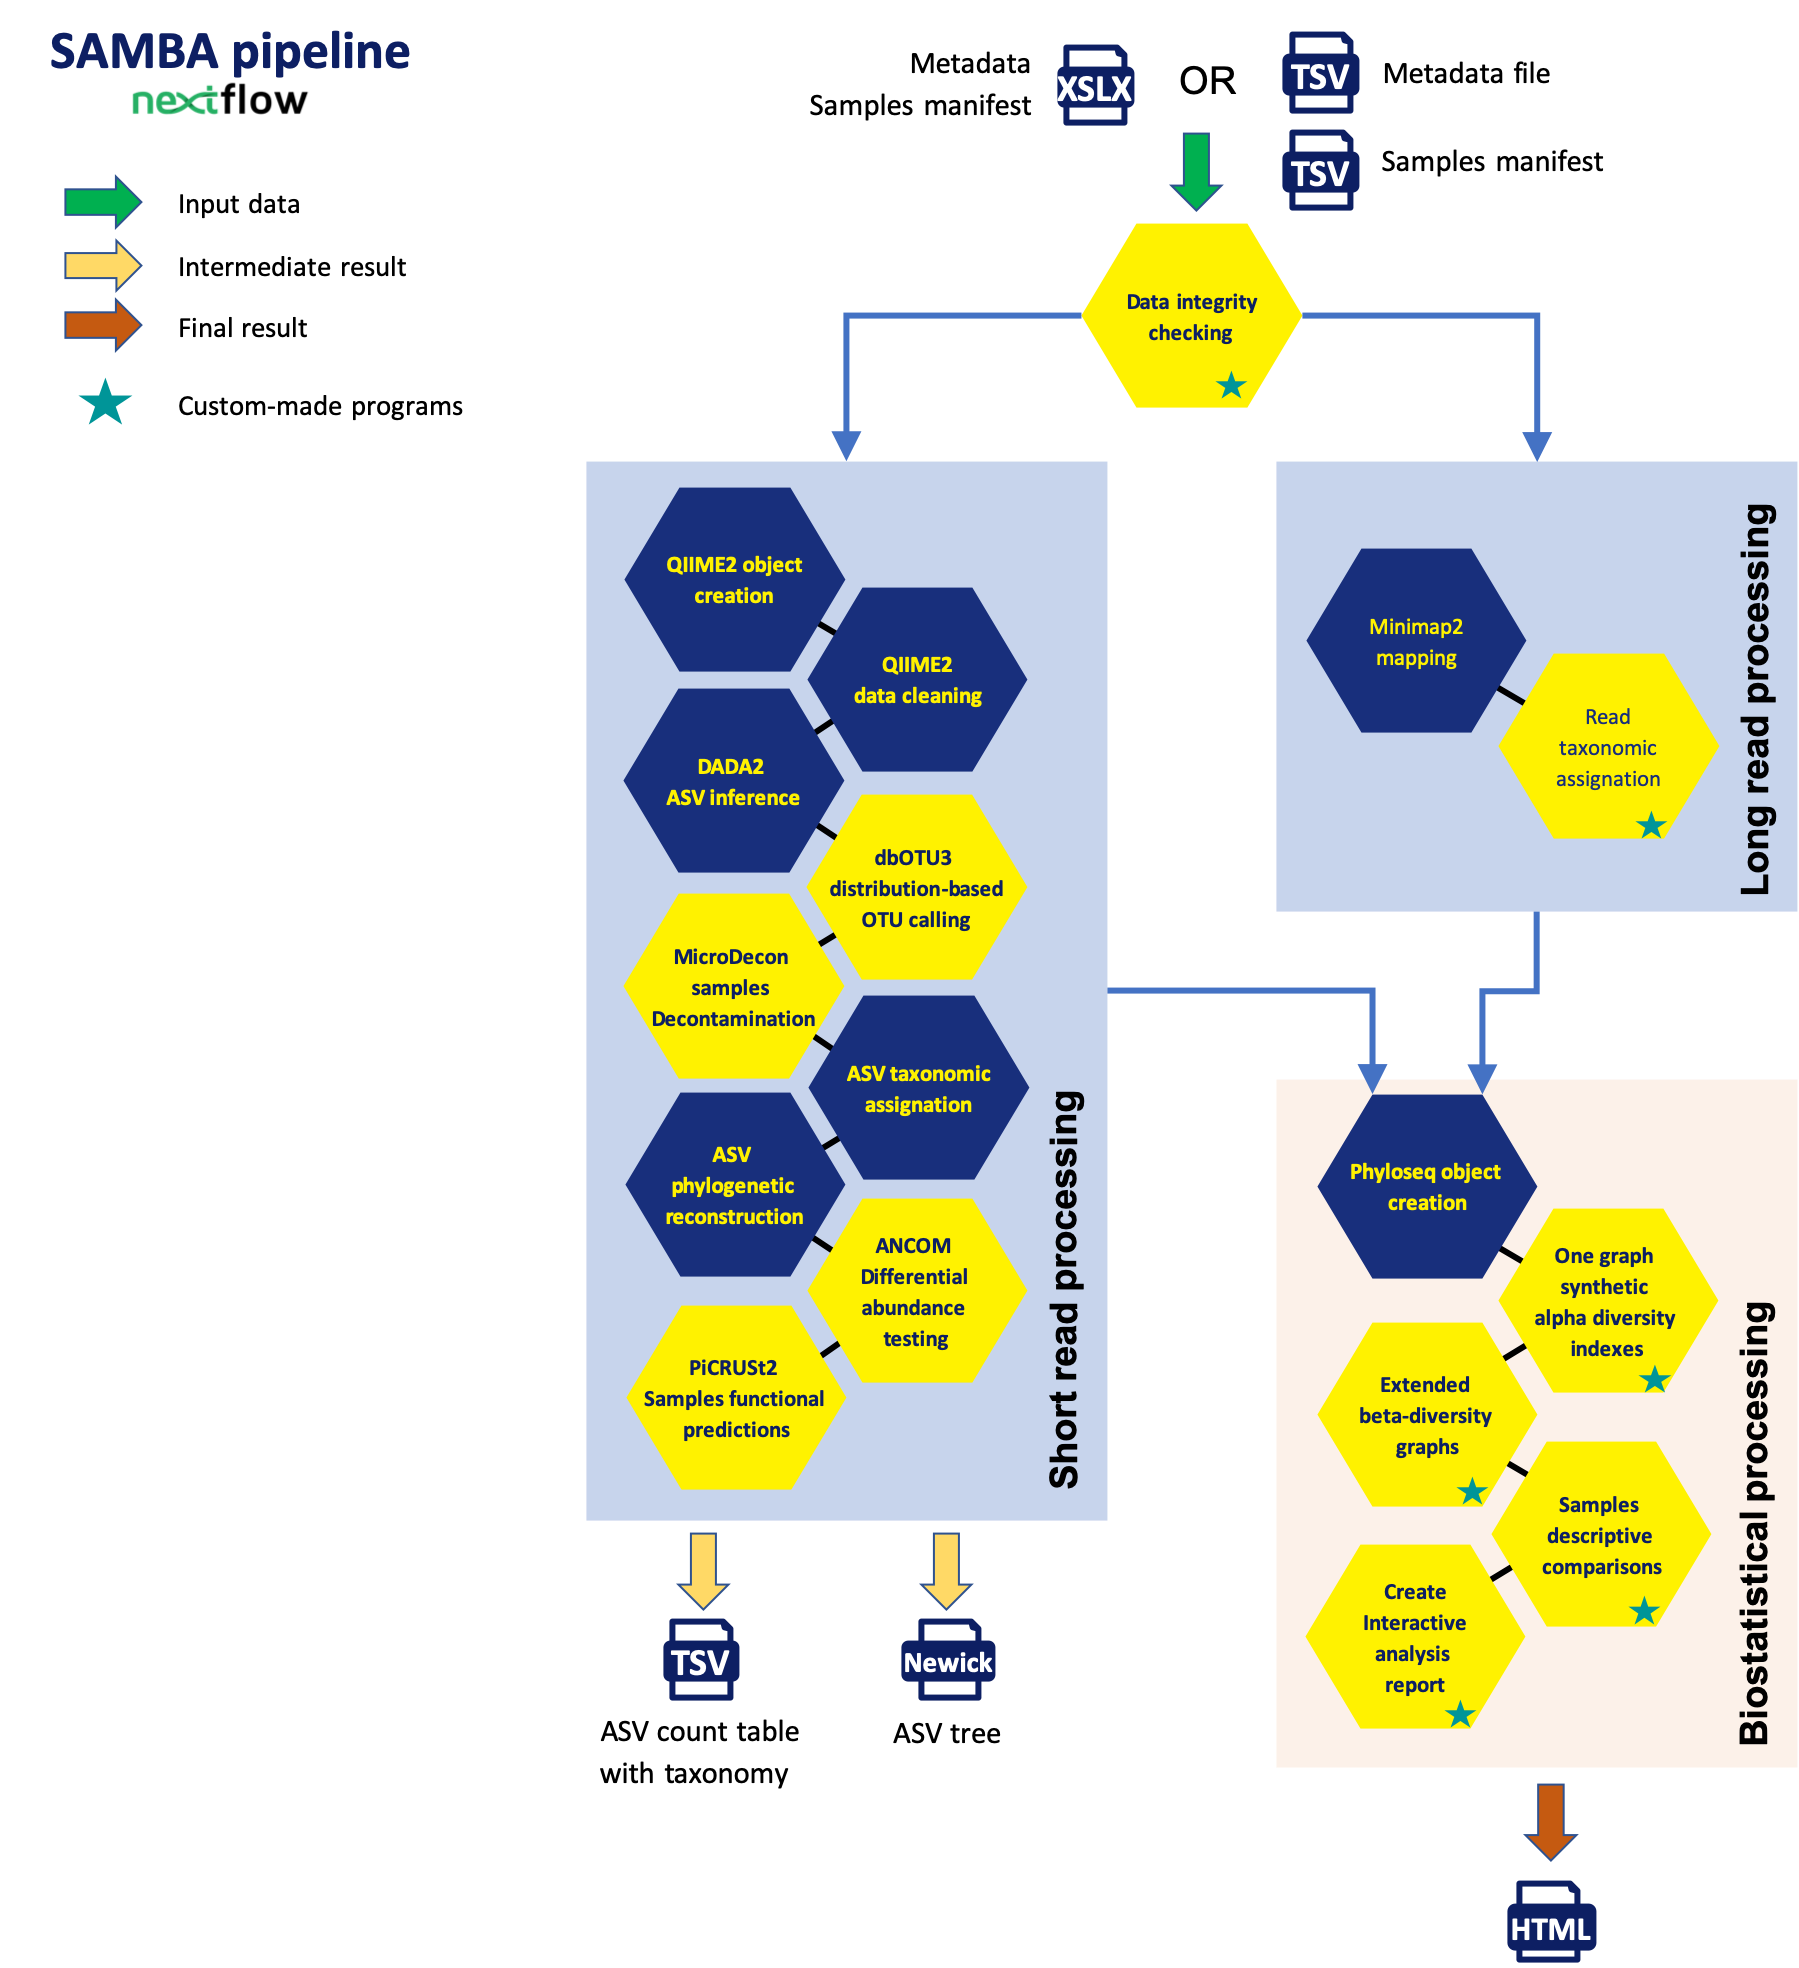 SAMBA pipeline
nextflow
Input data
Intermediate result
Final result
Custom-made programs
Metadata
Samples manifest
XSLX
OR
TSV
Metadata file
TSV
Samples manifest
Data integrity
checking
QIIME2 object
creation
QIIME2
data cleaning
DADA2
ASV inference
dbOTU3
distribution-based
OTU calling
MicroDecon
samples
Decontamination
ASV taxonomic
assignation
ASV
phylogenetic
reconstruction
ANCOM
Differential
abundance
testing
PiCRUSt2
Samples functional
predictions
Short read processing
Minimap2
mapping
Read
taxonomic
assignation
Long read processing
Phyloseq object
creation
One graph
synthetic
alpha diversity
indexes
Extended
beta-diversity
graphs
Samples
descriptive
comparisons
Create
Interactive
analysis
report
Biostatistical processing
TSV
ASV count table
with taxonomy
Newick
ASV tree
HTML